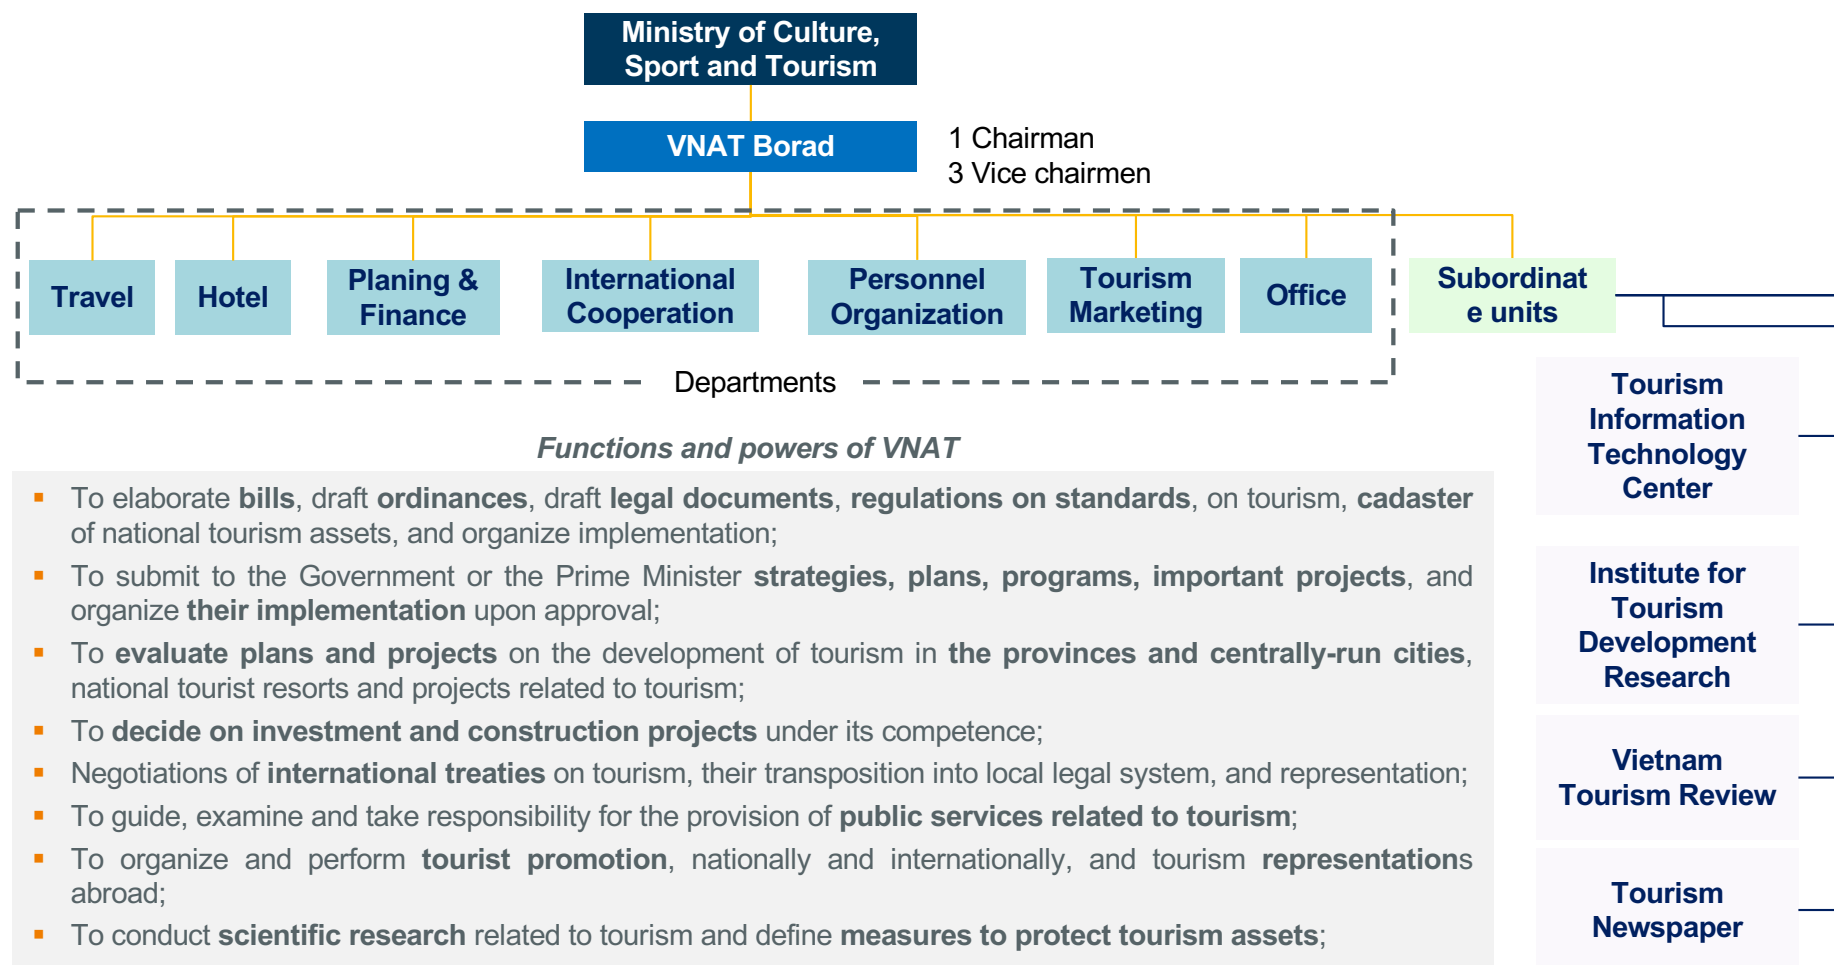 Ministry of Culture,
Sport and Tourism
VNAT Borad
1 Chairman
3 Vice chairmen
Travel
Hotel
Planing &
Finance
International
Cooperation
Personnel
Organization
Tourism
Marketing
Office
Subordinat
e units
Departments
Tourism
Information
Technology
Center
Institute for
Tourism
Development
Research
Vietnam
Tourism Review
Tourism
Newspaper
Functions and powers of VNAT
▪ To elaborate bills, draft ordinances, draft legal documents, regulations on standards, on tourism, cadaster
of national tourism assets, and organize implementation;
▪ To submit to the Government or the Prime Minister strategies, plans, programs, important projects, and
organize their implementation upon approval;
▪ To evaluate plans and projects on the development of tourism in the provinces and centrally-run cities,
national tourist resorts and projects related to tourism;
▪ To decide on investment and construction projects under its competence;
▪ Negotiations of international treaties on tourism, their transposition into local legal system, and representation;
▪ To guide, examine and take responsibility for the provision of public services related to tourism;
▪ To organize and perform tourist promotion, nationally and internationally, and tourism representations
abroad;
▪ To conduct scientific research related to tourism and define measures to protect tourism assets;